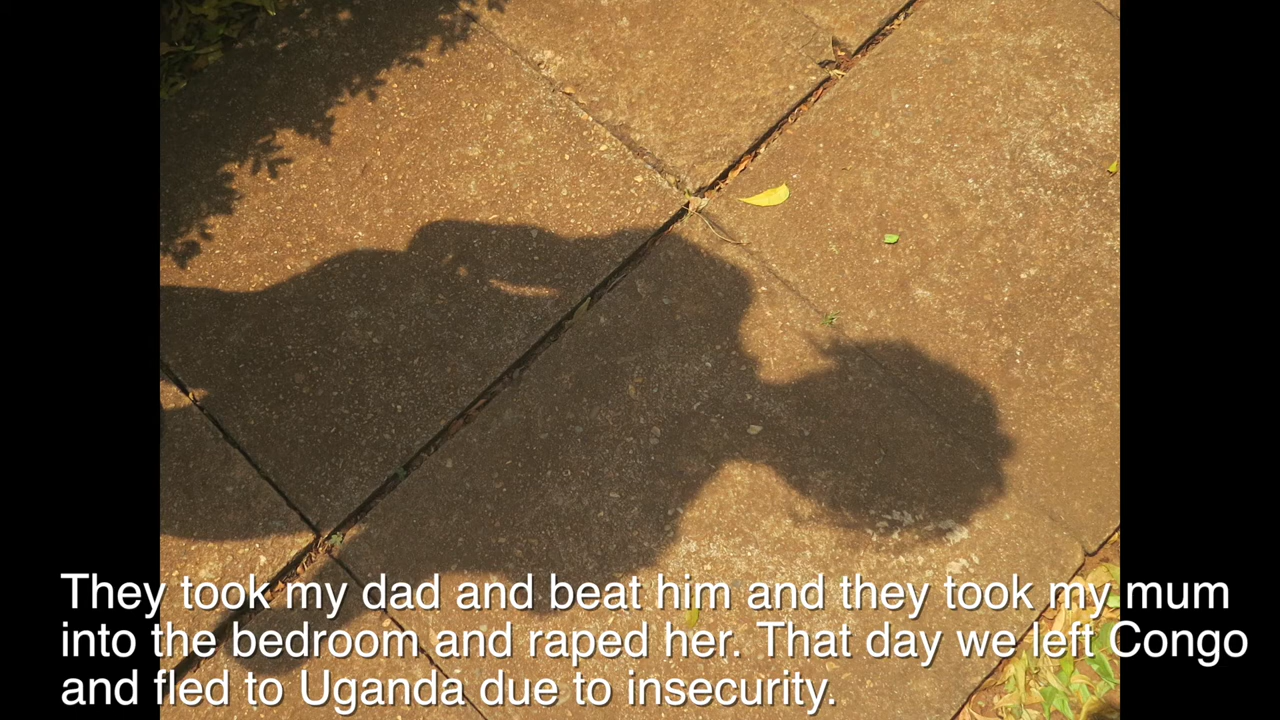 They took my dad and beat him and they took my mum
into the bedroom and raped her. That day we left Congo
and fled to Uganda due to insecurity.